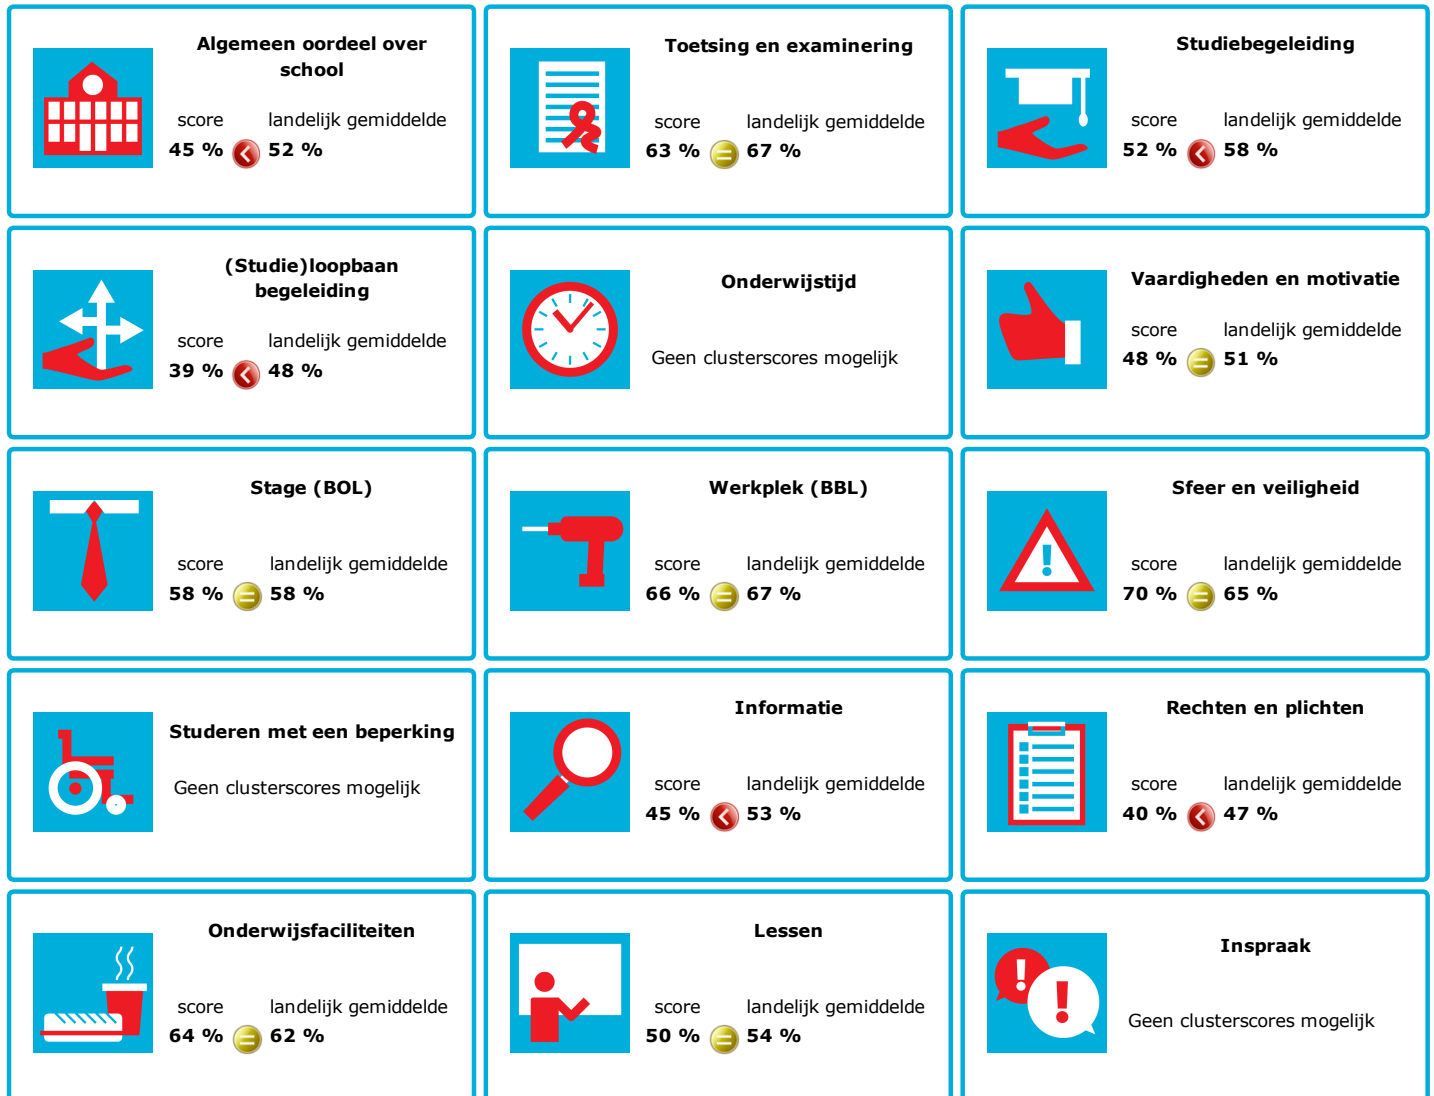 Algemeen oordeel over
school
score landelijk gemiddelde
45 % 52 %
Toetsing en examinering
score landelijk gemiddelde
63 % = 67 %
Studiebegeleiding
score landelijk gemiddelde
52 % 58 %
(Studie)loopbaan
begeleiding
score landelijk gemiddelde
39 % 48 %
Onderwijstijd
Geen clusterscores mogelijk
Vaardigheden en motivatie
score landelijk gemiddelde
48 % = 51 %
Stage (BOL)
score landelijk gemiddelde
58 % = 58 %
Werkplek (BBL)
score landelijk gemiddelde
66 % = 67 %
Sfeer en veiligheid
!
score landelijk gemiddelde
70 % = 65 %
Studeren met een beperking
Geen clusterscores mogelijk
Informatie
score landelijk gemiddelde
45 % 53 %
Rechten en plichten
score landelijk gemiddelde
40 % 47 %
Onderwijsfaciliteiten
score landelijk gemiddelde
64 % = 62 %
Lessen
score landelijk gemiddelde
50 % = 54 %
Inspraak
! !
Geen clusterscores mogelijk